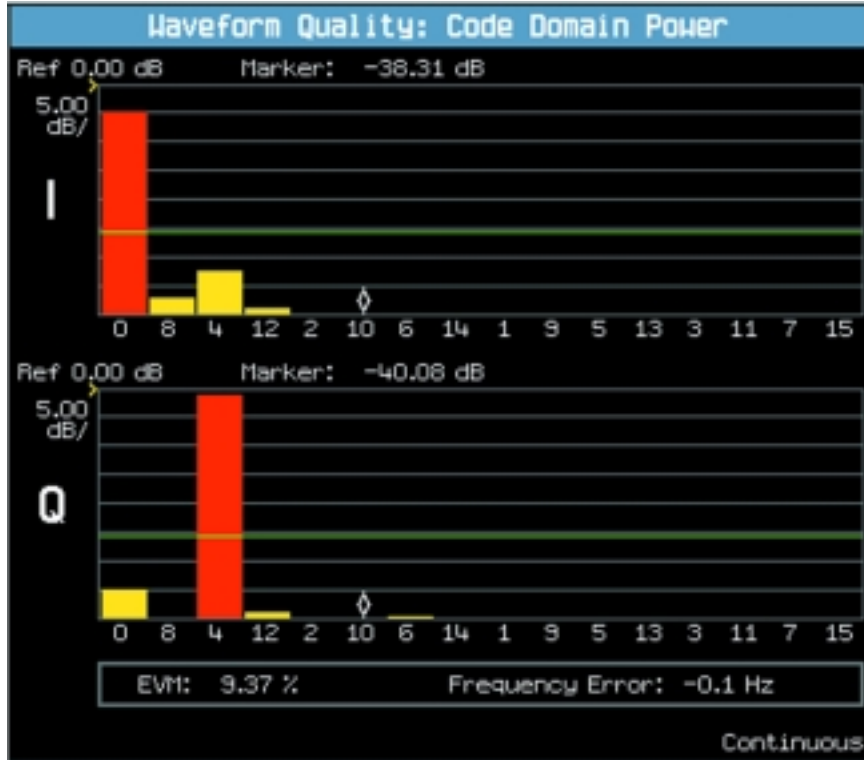 Waveform Quality: Code Domain Power
Ref 0.00 dB Marker: -38.31 dB
5.00
dB/
I
0 8 4 12 2 10 6 14 1 9 5 13 3 11 7 15
Ref 0.00 dB Marker: -40.08 dB
5.00
dB/
Q
0 8 4 12 2 10 6 14 1 9 5 13 3 11 7 15
EVM: 9.37 % Frequency Error: -0.1 Hz
Continuous